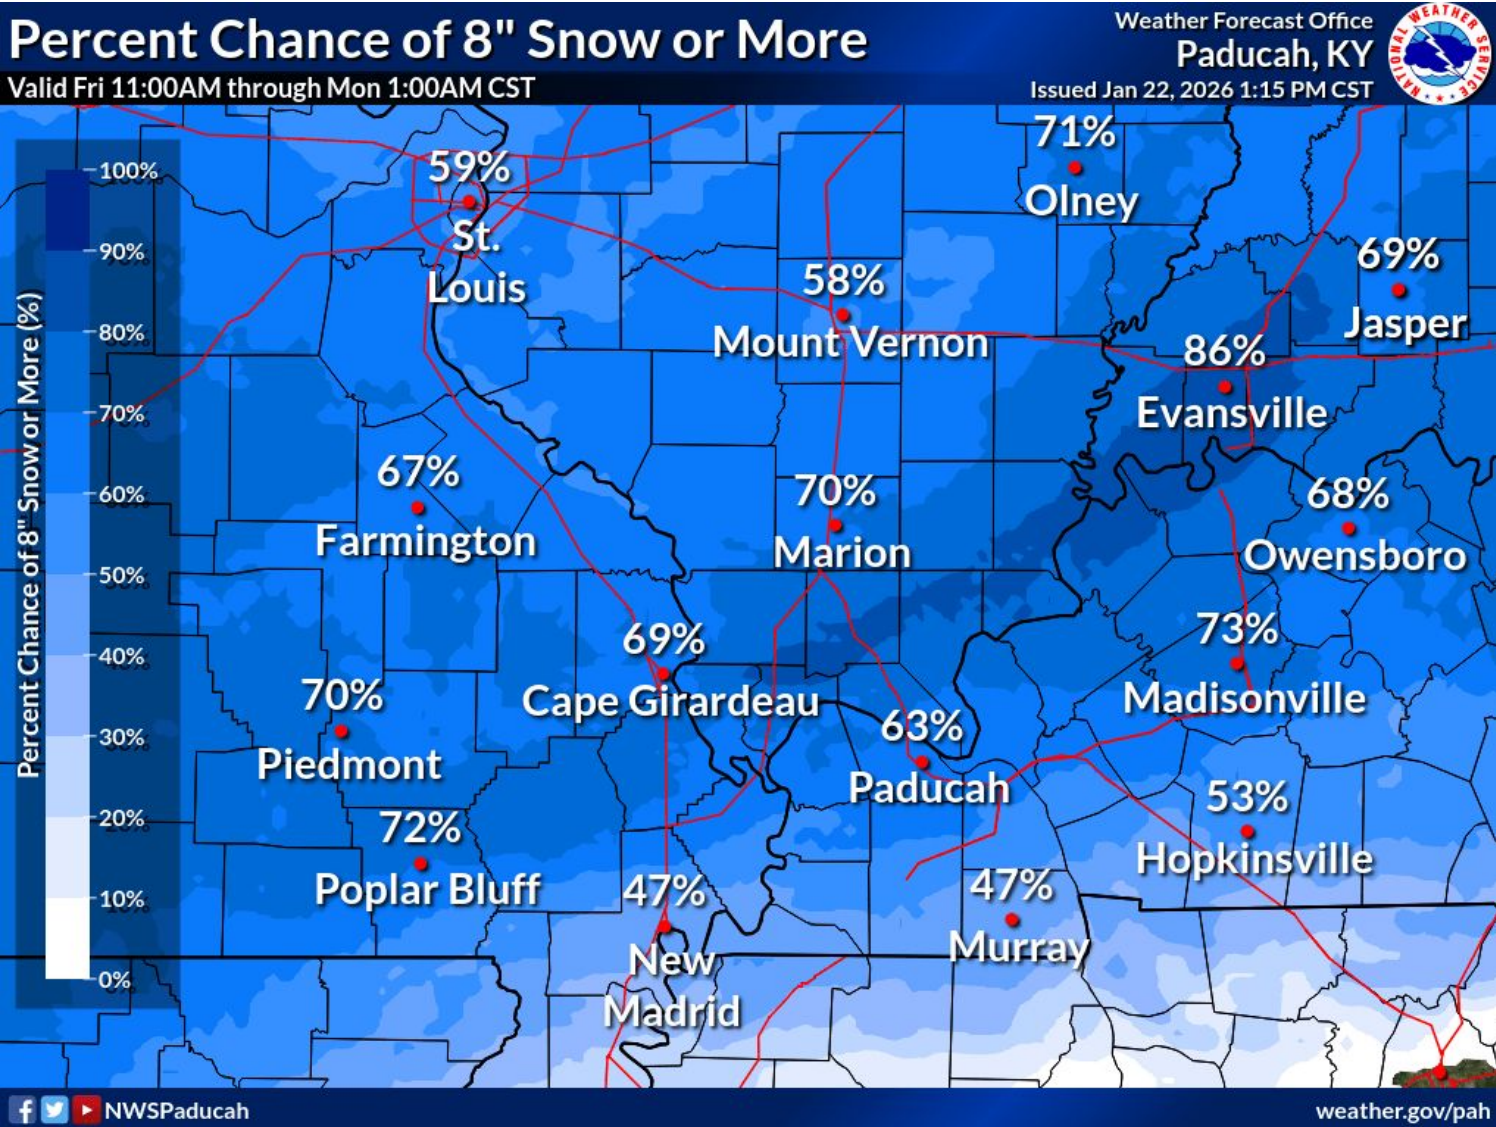 Percent Chance of 8" Snow or More
Valid Fri 11:00AM through Mon 1:00AM CST
Weather Forecast Office
Paducah, KY
Issued Jan 22, 2026 1:15 PM CST
NATIONAL WEATHER SERVICE
Percent Chance of 8" Snow or More (%)
100%
90%
80%
70%
60%
50%
40%
30%
20%
10%
0%
71%
Olney
59%
St.
Louis
69%
Jasper
58%
Mount Vernon
86%
Evansville
67%
Farmington
70%
Marion
68%
Owensboro
69%
Cape Girardeau
73%
Madisonville
70%
Piedmont
63%
Paducah
72%
Poplar Bluff
53%
Hopkinsville
47%
New
Madrid
47%
Murray
NWSPaducah
weather.gov/pah